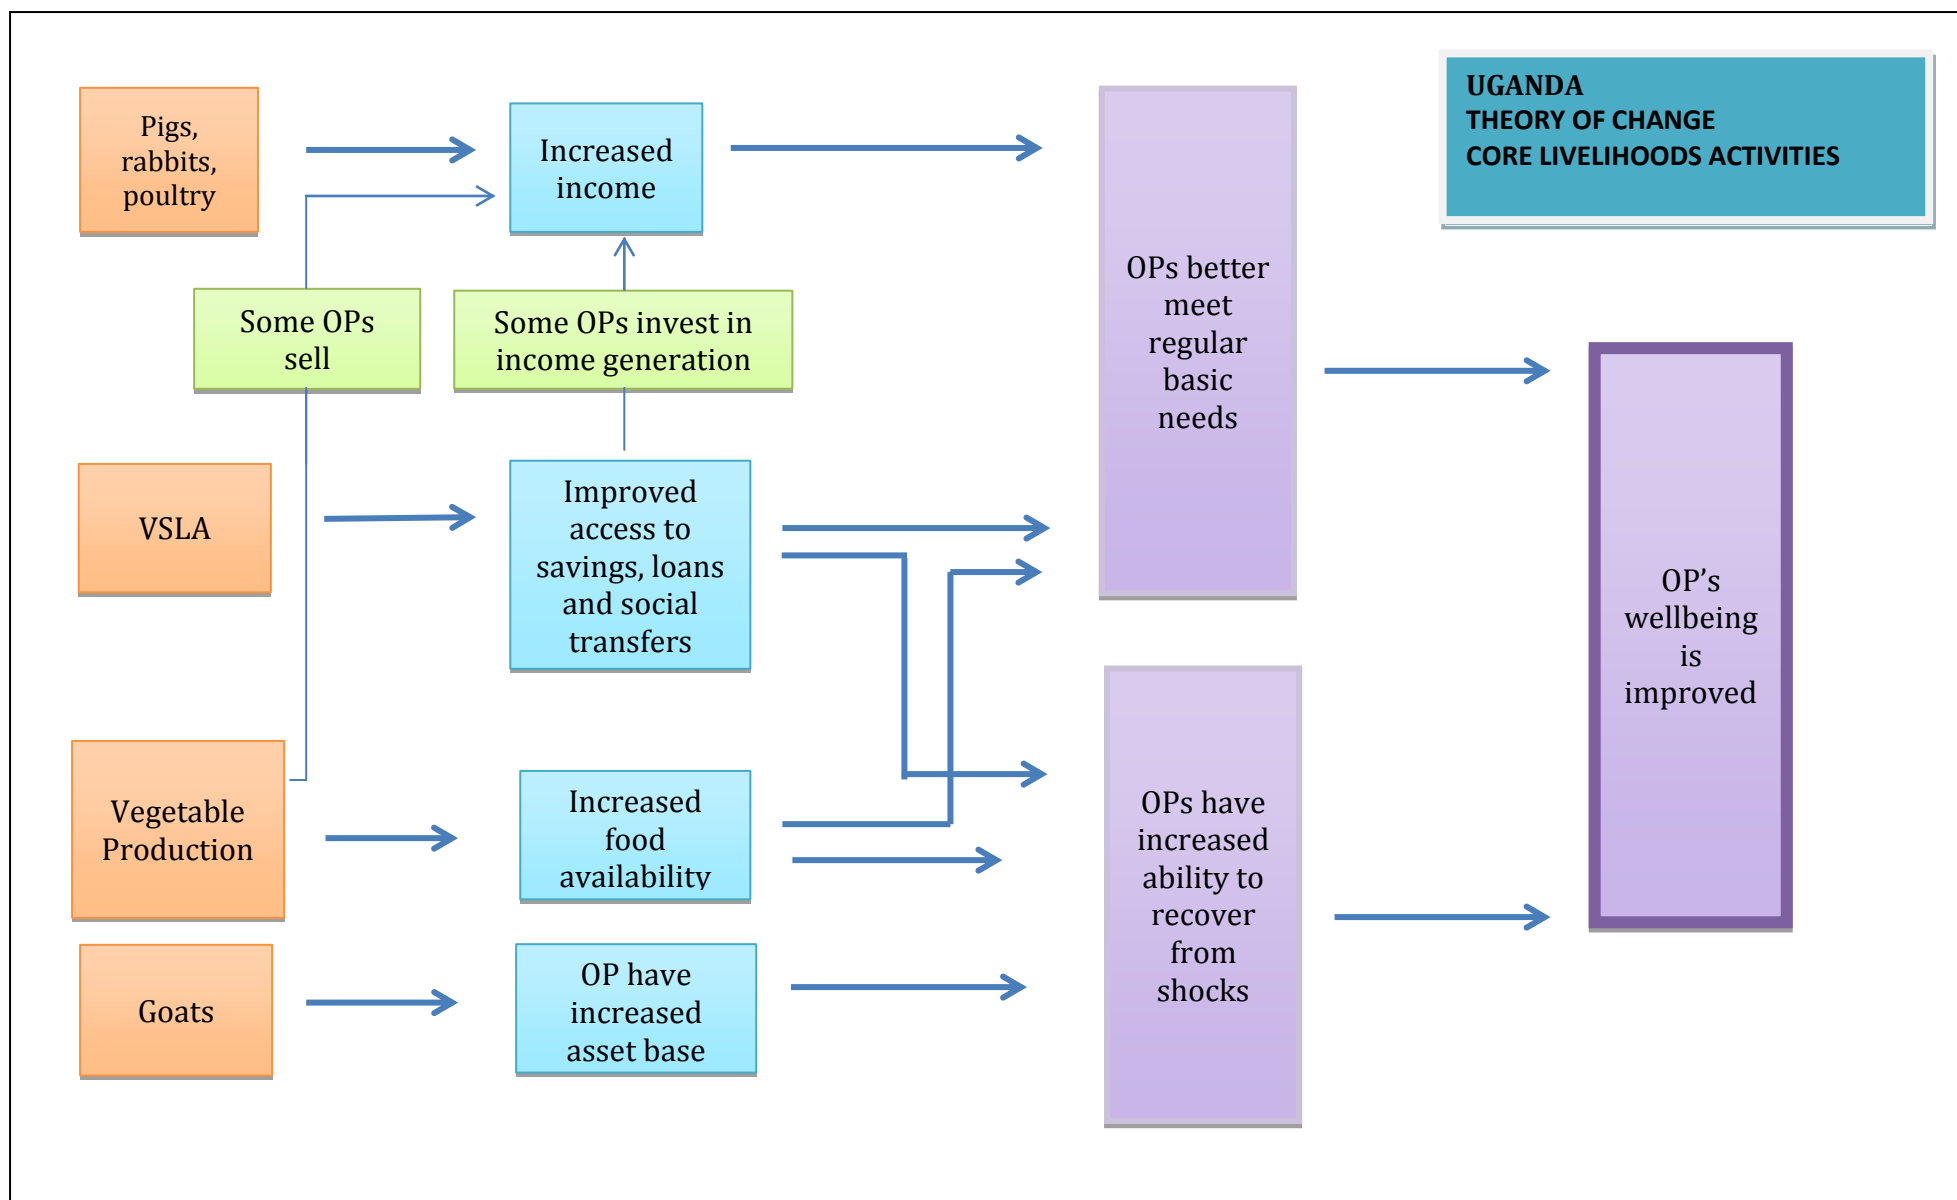 UGANDA
THEORY OF CHANGE
CORE LIVELIHOODS ACTIVITIES
Pigs,
rabbits,
poultry
Increased
income
Some OPs
sell
Some OPs invest in
income generation
OPs better
meet
regular
basic
needs
VSLA
Improved
access to
savings, loans
and social
transfers
OP’s
wellbeing
is
improved
Vegetable
Production
Increased
food
availability
OPs have
increased
ability to
recover
from
shocks
Goats
OP have
increased
asset base